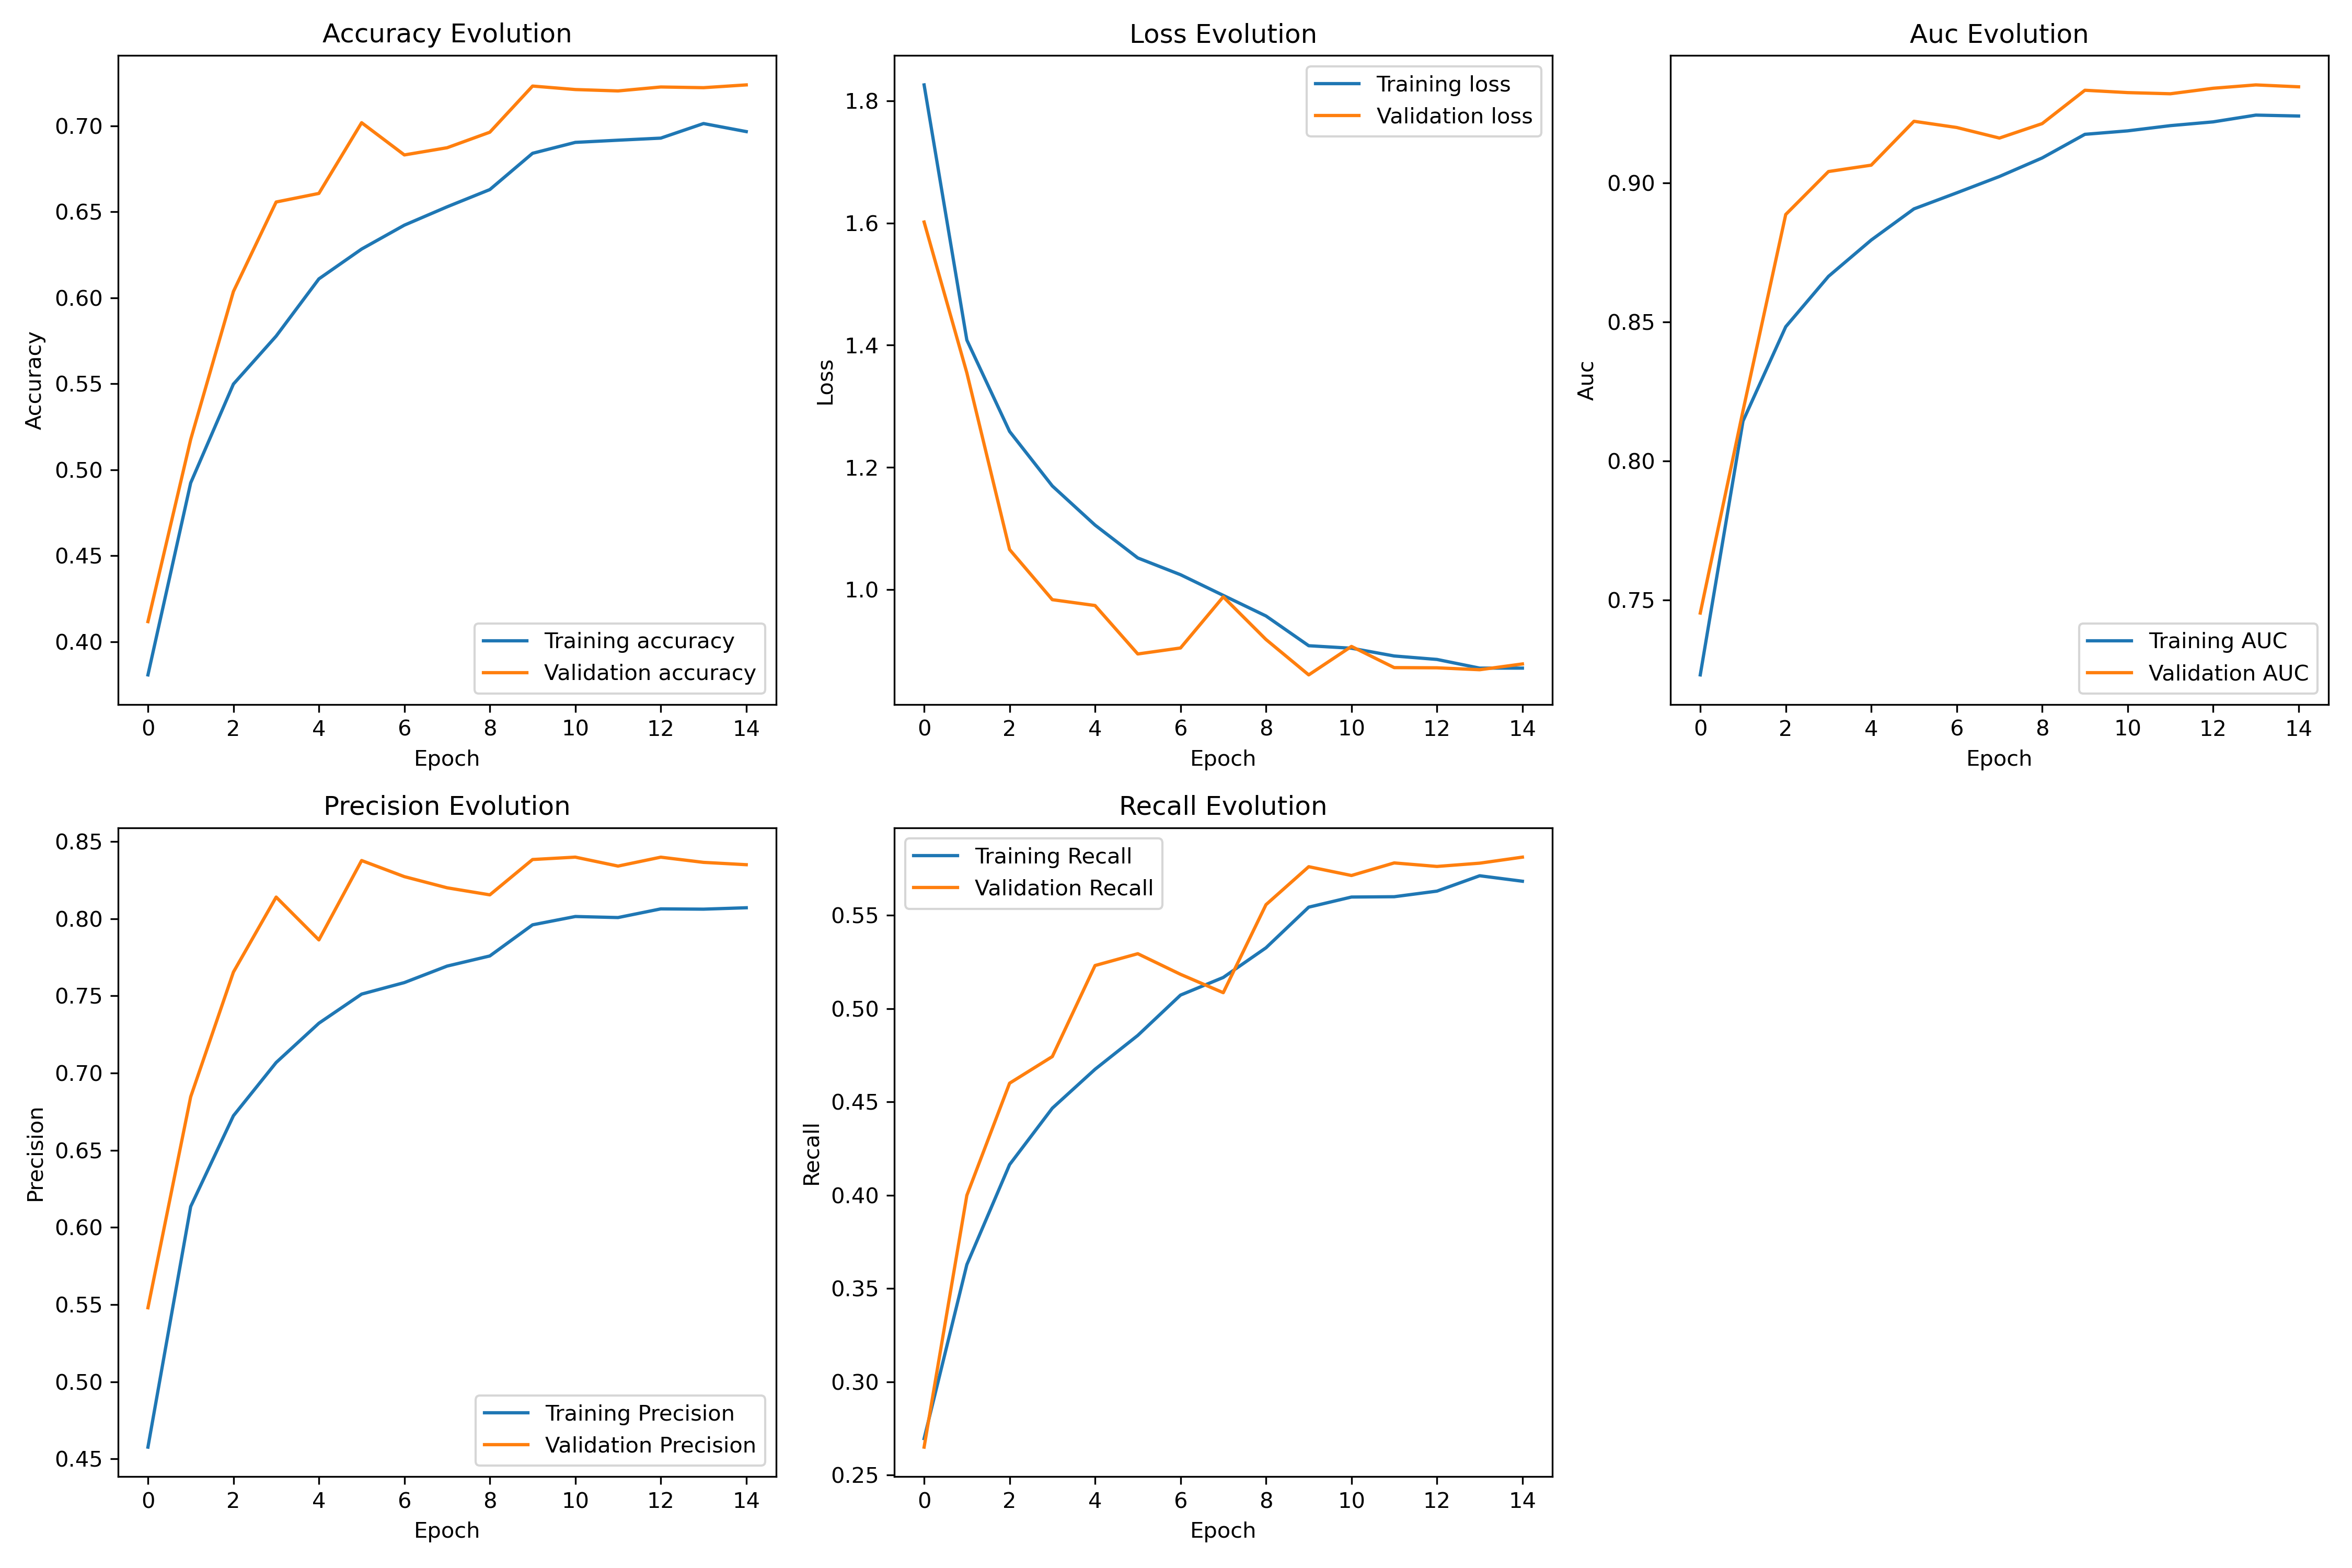 Accuracy Evolution
Accuracy
0.70
0.65
0.60
0.55
0.50
0.45
0.40
Training accuracy
Validation accuracy
0 2 4 6 8 10 12 14
Epoch
Loss Evolution
Loss
1.8
1.6
1.4
1.2
1.0
Training loss
Validation loss
0 2 4 6 8 10 12 14
Epoch
Auc Evolution
Auc
0.90
0.85
0.80
0.75
Training AUC
Validation AUC
0 2 4 6 8 10 12 14
Epoch
Precision Evolution
Precision
0.85
0.80
0.75
0.70
0.65
0.60
0.55
0.50
0.45
Training Precision
Validation Precision
0 2 4 6 8 10 12 14
Epoch
Recall Evolution
Recall
Training Recall
Validation Recall
0.55
0.50
0.45
0.40
0.35
0.30
0.25
0 2 4 6 8 10 12 14
Epoch